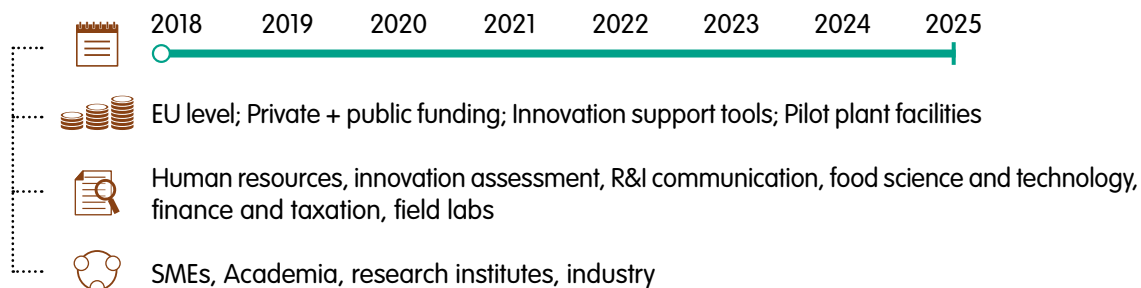 2018 2019 2020 2021 2022 2023 2024 2025
EU level; Private + public funding; Innovation support tools; Pilot plant facilities
Human resources, innovation assessment, R&I communication, food science and technology,
finance and taxation, field labs
SMEs, Academia, research institutes, industry